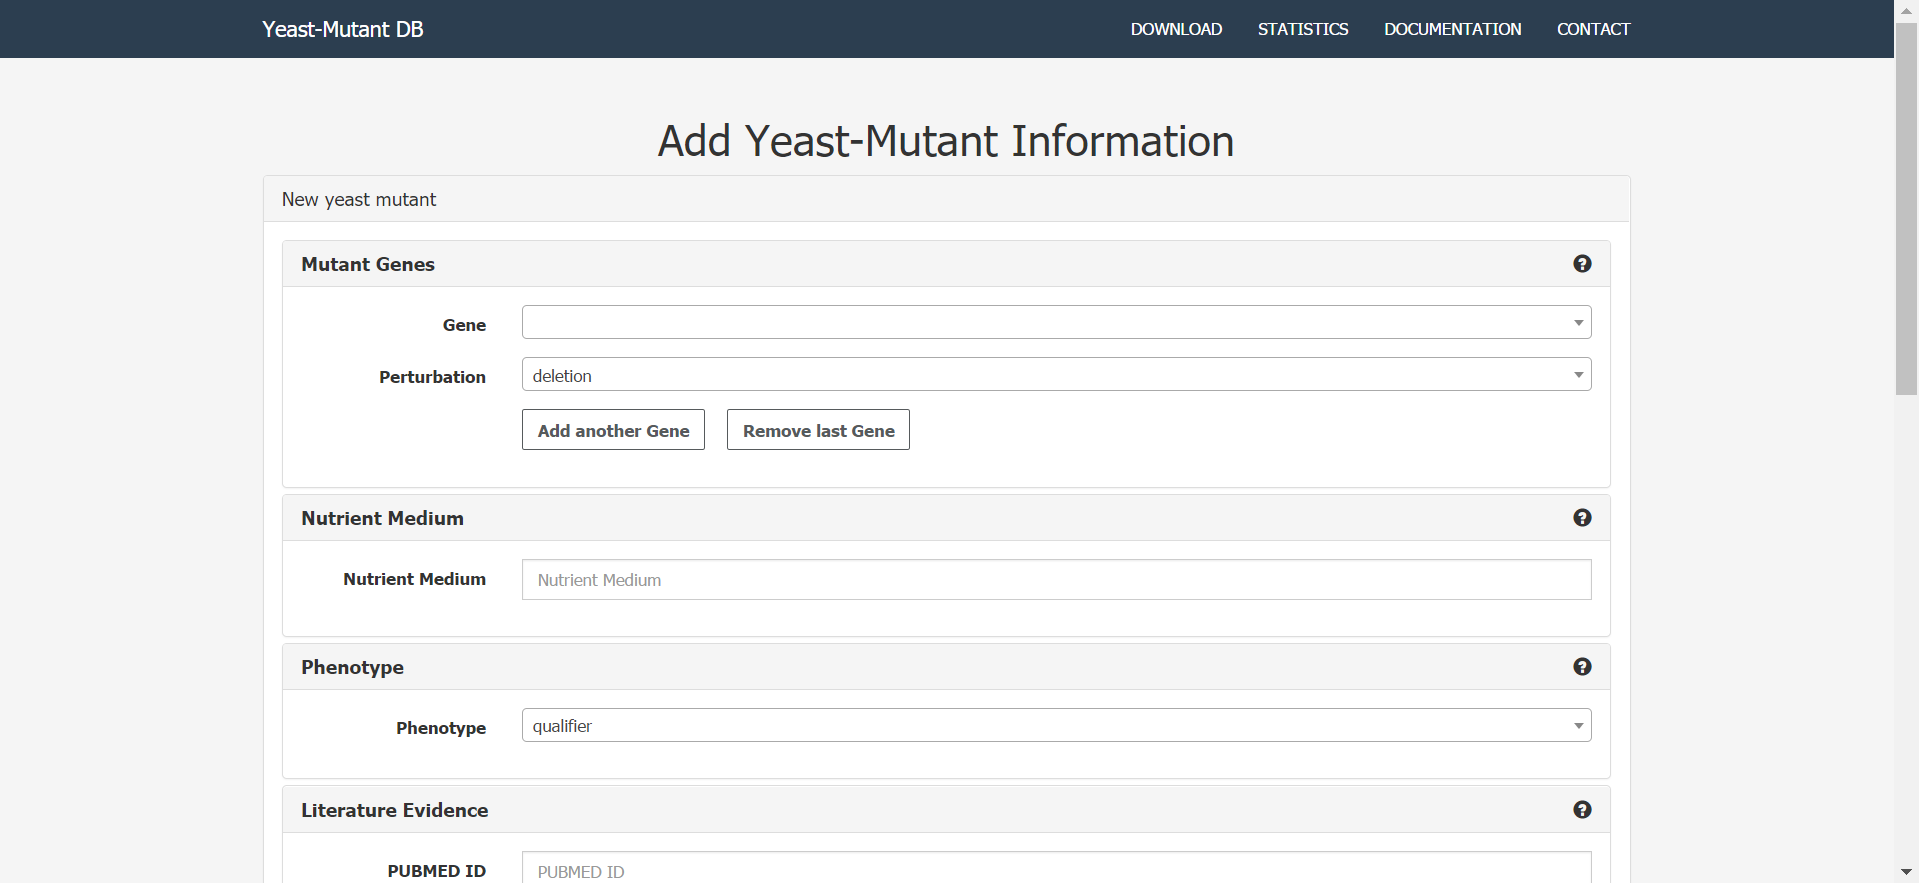 Yeast-Mutant DB DOWNLOAD STATISTICS DOCUMENTATION CONTACT
Add Yeast-Mutant Information
New yeast mutant
Mutant Genes
Gene
Perturbation deletion
Add another Gene Remove last Gene
Nutrient Medium
Nutrient Medium Nutrient Medium
Phenotype
Phenotype qualifier
Literature Evidence
PUBMED ID PUBMED ID